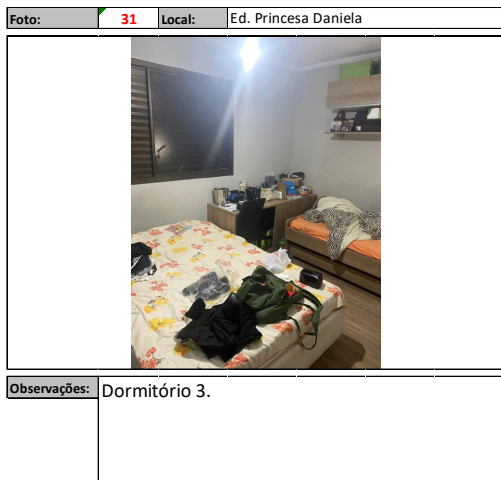 Foto: 31 Local: Ed. Princesa Daniela
Observações: Dormitório 3.